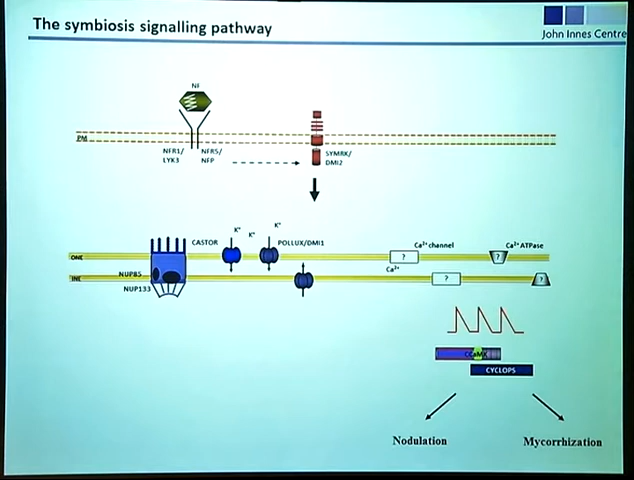 The symbiosis signalling pathway
John Innes Centre
NF
PM
NFR1/ NFR5/
LYK3 NFP
SYMRK/
DMI2
K⁺ K⁺ K⁺
CASTOR POLLUX/DMI1
Ca²⁺ channel Ca²⁺ ATPase
ONE
? ?
Ca²⁺
NUP85
INE
? ?
NUP133
CCaMK
CYCLOPS
Nodulation Mycorrhization